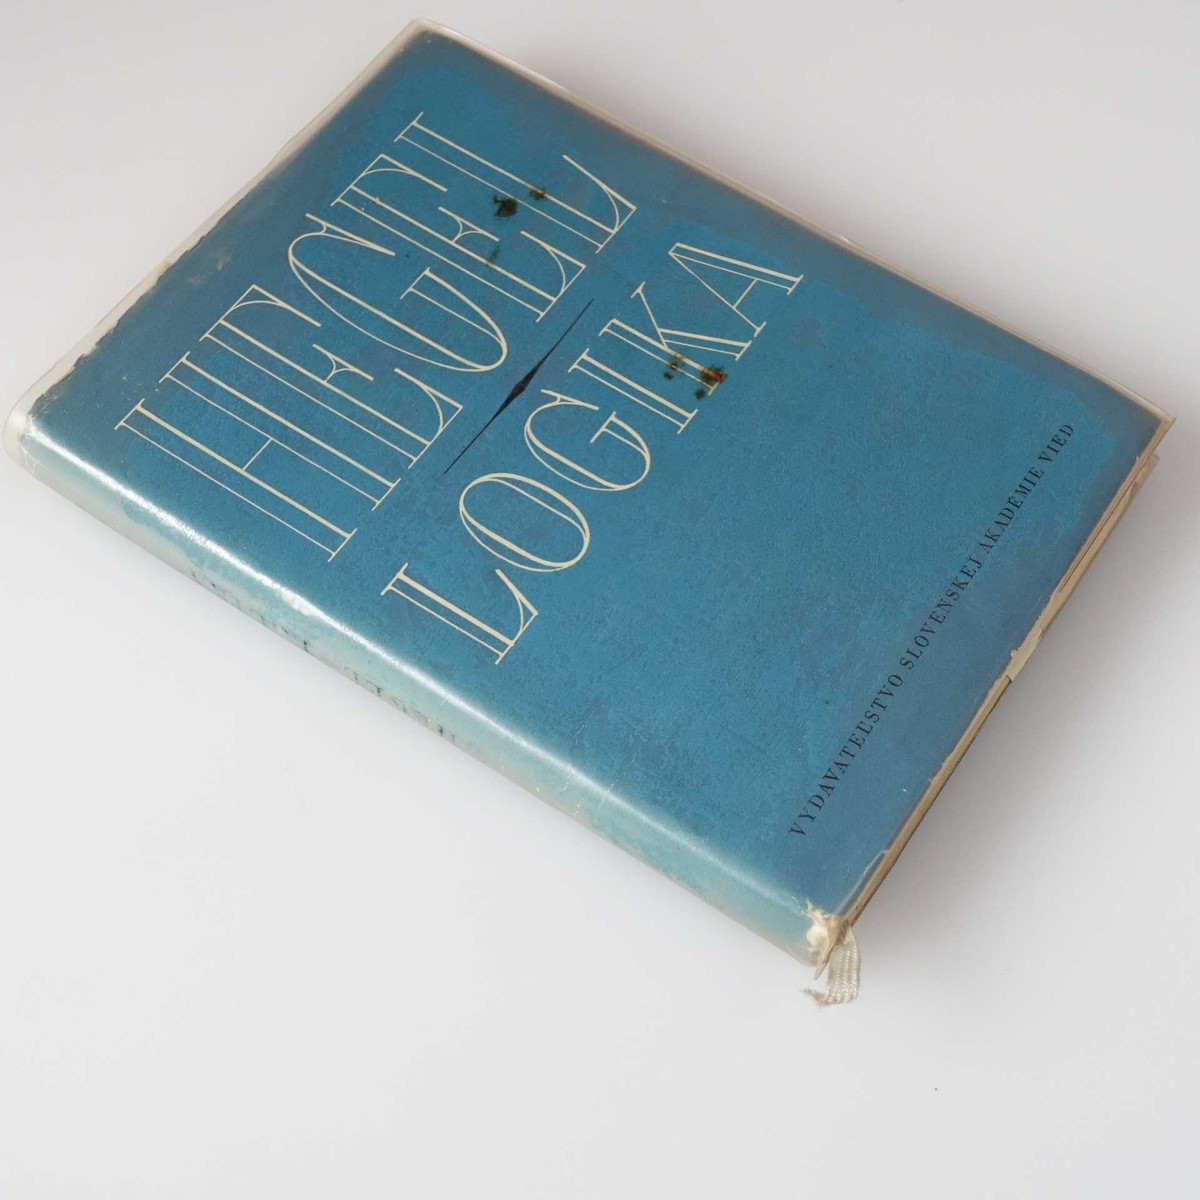 HEGEL
LOGIKA
VYDAVATEĽSTVO SLOVENSKEJ AKADÉMIE VIED